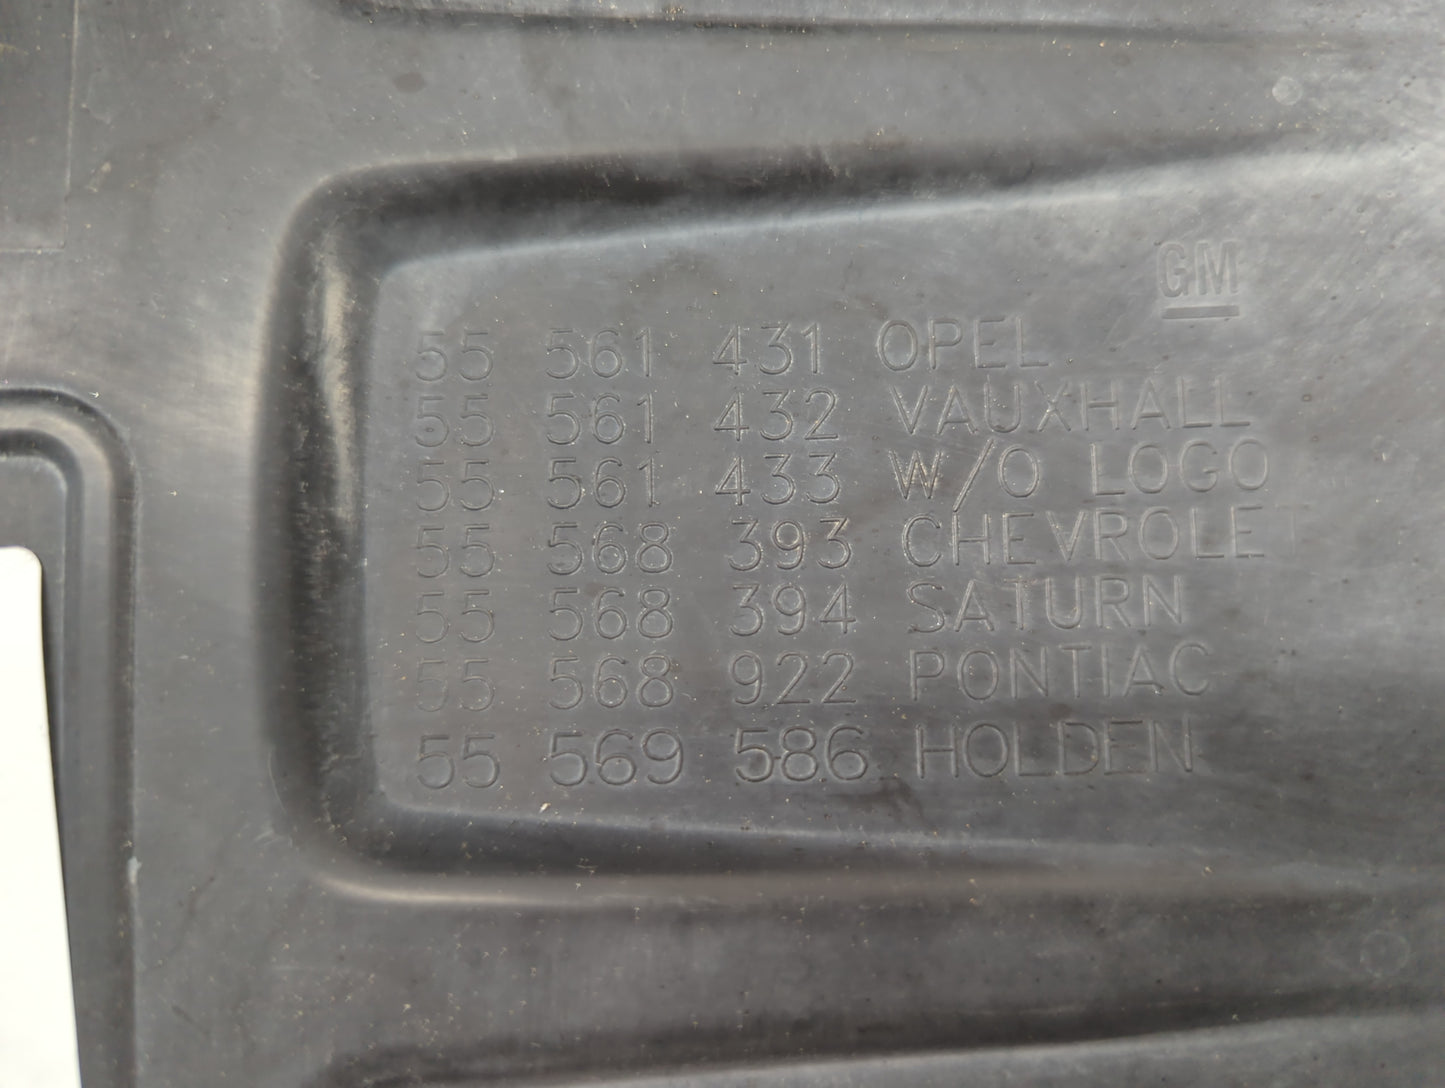 GM
55 561 431 OPEL
55 561 432 VAUXHALL
55 561 433 W/O LOGO
55 568 393 CHEVROLET
55 568 394 SATURN
55 568 922 PONTIAC
55 569 586 HOLDEN